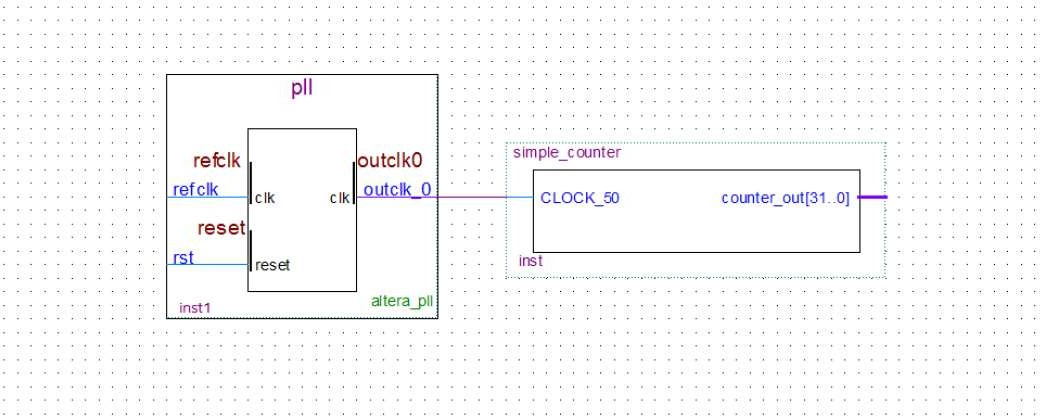 pll
refclk
outclk0
refclk
outclk_0
clk
clk
reset
rst
reset
inst1
altera_pll
simple_counter
CLOCK_50
counter_out[31..0]
inst